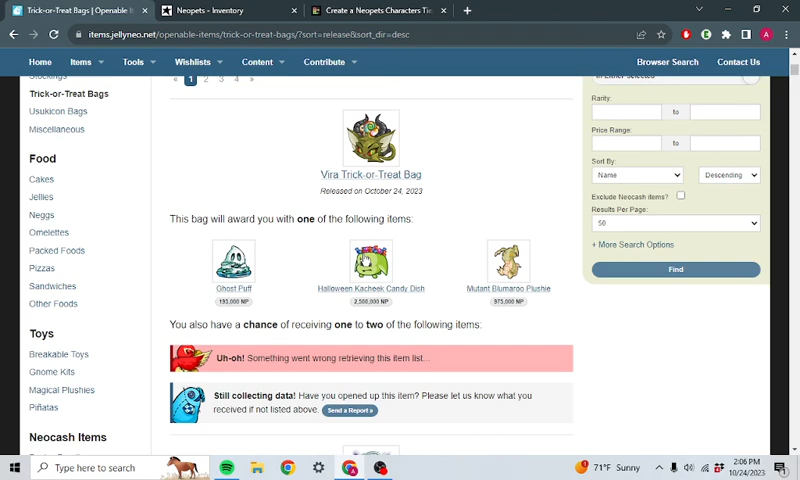 Trick-or-Treat Bags | Openable It
Neopets - Inventory
Create a Neopets Characters Tie
items.jellyneo.net/openable-items/trick-or-treat-bags/?sort=release&sort_dir=desc
Home
Items
Tools
Wishlists
Content
Contribute
Browser Search
Contact Us
Stockings
Trick-or-Treat Bags
Usukicon Bags
Miscellaneous
Food
Cakes
Jellies
Neggs
Omelettes
Packed Foods
Pizzas
Sandwiches
Other Foods
Toys
Breakable Toys
Gnome Kits
Magical Plushies
Piñatas
Neocash Items
« 1 2 3 4 »
Vira Trick-or-Treat Bag
Released on October 24, 2023
This bag will award you with one of the following items:
Ghost Puff
193,000 NP
Halloween Kacheek Candy Dish
2,500,000 NP
Mutant Blumaroo Plushie
975,000 NP
You also have a chance of receiving one to two of the following items:
Uh-oh! Something went wrong retrieving this item list...
Still collecting data! Have you opened up this item? Please let us know what you
received if not listed above. Send a Report »
In Either Selected
Rarity:
to
Price Range:
to
Sort By:
Name
Descending
Exclude Neocash items?
Results Per Page:
50
+ More Search Options
Find
Type here to search
71°F Sunny
2:06 PM
10/24/2023